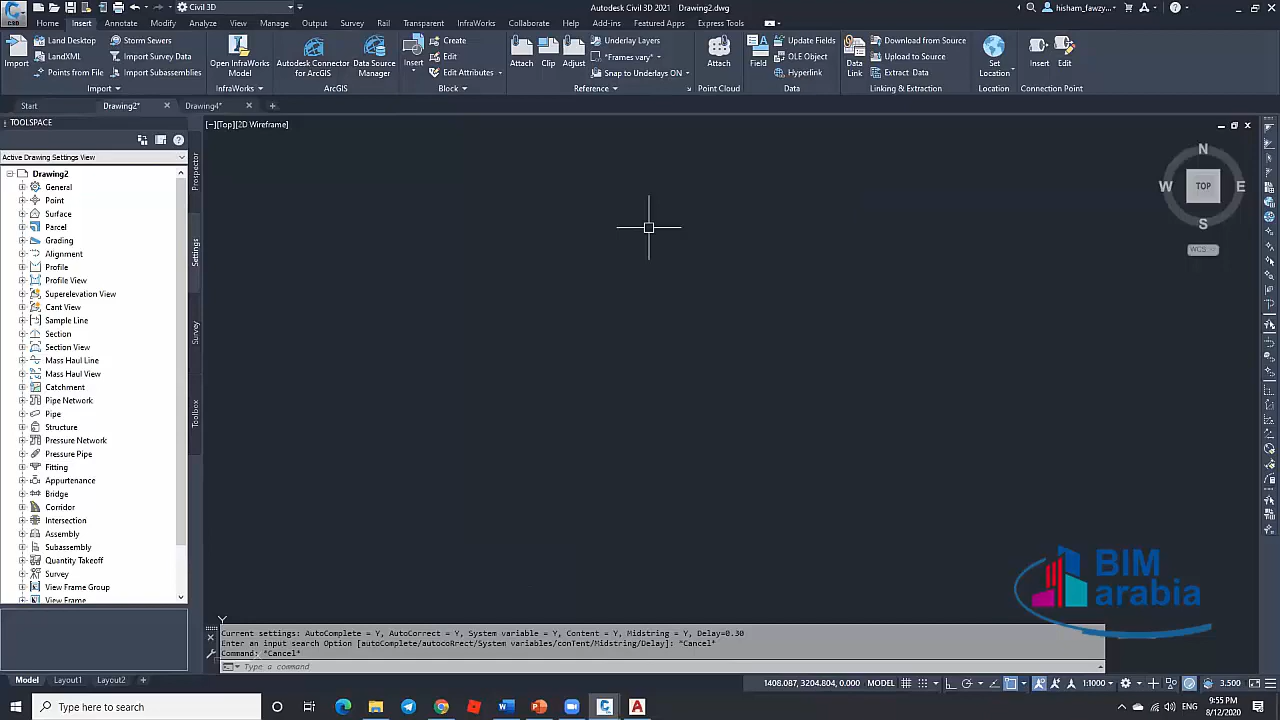 Civil 3D
Autodesk Civil 3D 2021 Drawing2.dwg
hisham_fawzy...
C3D
Home Insert Annotate Modify Analyze View Manage Output Survey Rail Transparent InfraWorks Collaborate Help Add-ins Featured Apps Express Tools
Import
Land Desktop
LandXML
Points from File
Storm Sewers
Import Survey Data
Import Subassemblies
Open InfraWorks
Model
Autodesk Connector
for ArcGIS
Data Source
Manager
Insert
Create
Edit
Edit Attributes
Attach
Clip
Adjust
Underlay Layers
*Frames vary*
Snap to Underlays ON
Attach
Field
Update Fields
OLE Object
Hyperlink
Data
Link
Download from Source
Upload to Source
Extract Data
Set
Location
Insert
Edit
Import InfraWorks ArcGIS Block Reference Point Cloud Data Linking & Extraction Location Connection Point
Start Drawing2* Drawing4*
TOOLSPACE
Active Drawing Settings View
Drawing2
General
Point
Surface
Parcel
Grading
Alignment
Profile
Profile View
Superelevation View
Cant View
Sample Line
Section
Section View
Mass Haul Line
Mass Haul View
Catchment
Pipe Network
Pipe
Structure
Pressure Network
Pressure Pipe
Fitting
Appurtenance
Bridge
Corridor
Intersection
Assembly
Subassembly
Quantity Takeoff
Survey
View Frame Group
View Frame
Prospector
Settings
Survey
Toolbox
[−][Top][2D Wireframe]
N
W TOP E
S
WCS
BIM
arabia
Y
Current settings: AutoComplete = Y, AutoCorrect = Y, System variable = Y, Content = Y, Midstring = Y, Delay=0.30
Enter an input search Option [autoComplete/autocoRrect/System variables/conTent/Midstring/Delay]: *Cancel*
Command: *Cancel*
Type a command
Model Layout1 Layout2
1408.087, 3204.804, 0.000 MODEL 1:1000 3.500
Type here to search
9:55 PM
8/12/2020